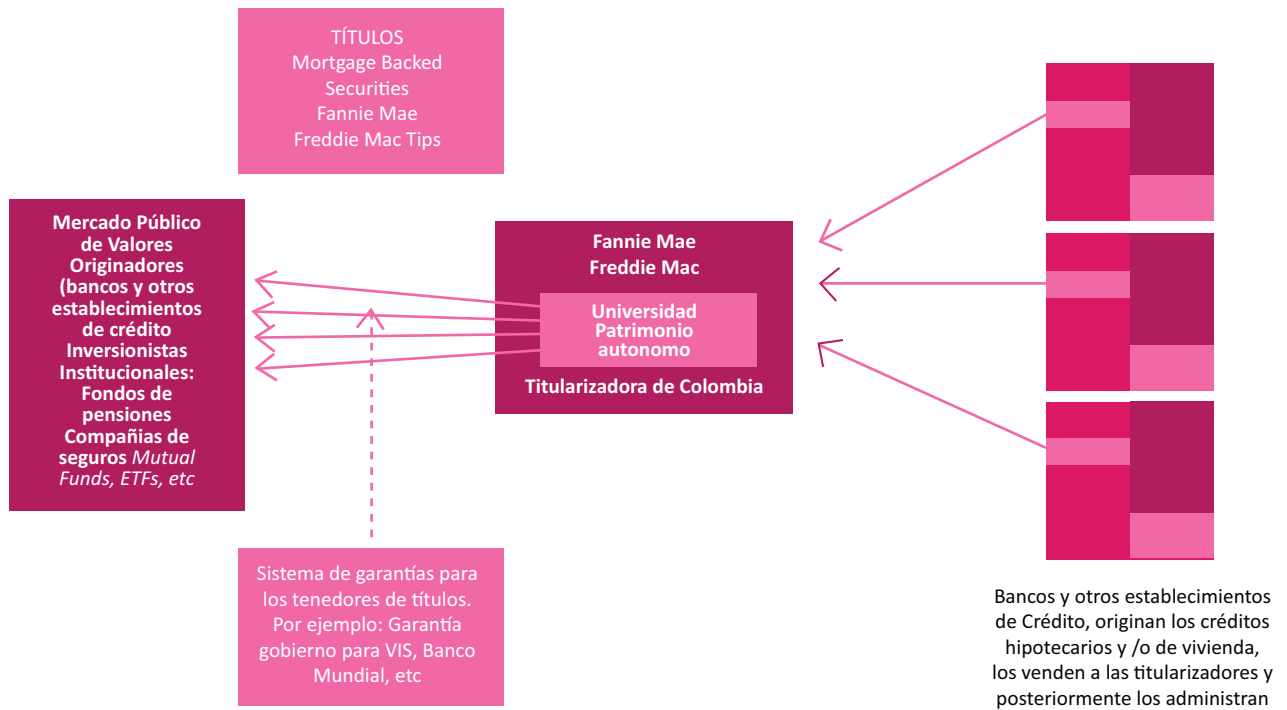 TÍTULOS
Mortgage Backed
Securities
Fannie Mae
Freddie Mac Tips
Mercado Público
de Valores
Originadores
(bancos y otros
establecimientos
de crédito
Inversionistas
Institucionales:
Fondos de
pensiones
Compañias de
seguros Mutual
Funds, ETFs, etc
Fannie Mae
Freddie Mac
Universidad
Patrimonio
autonomo
Titularizadora de Colombia
Sistema de garantías para
los tenedores de títulos.
Por ejemplo: Garantía
gobierno para VIS, Banco
Mundial, etc
Bancos y otros establecimientos
de Crédito, originan los créditos
hipotecarios y /o de vivienda,
los venden a las titularizadores y
posteriormente los administran